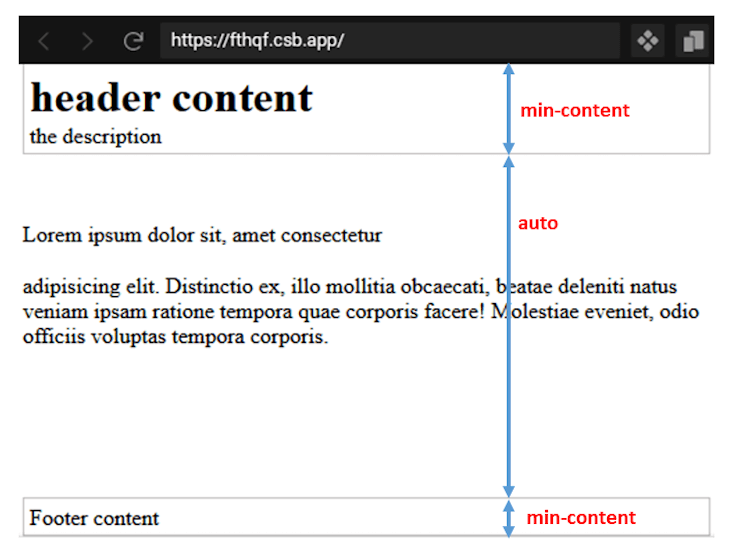 https://fthqf.csb.app/
header content
min-content
the description
auto
Lorem ipsum dolor sit, amet consectetur
adipisicing elit. Distinctio ex, illo mollitia obcaecati, beatae deleniti natus
veniam ipsam ratione tempora quae corporis facere! Molestiae eveniet, odio
officiis voluptas tempora corporis.
Footer content
min-content